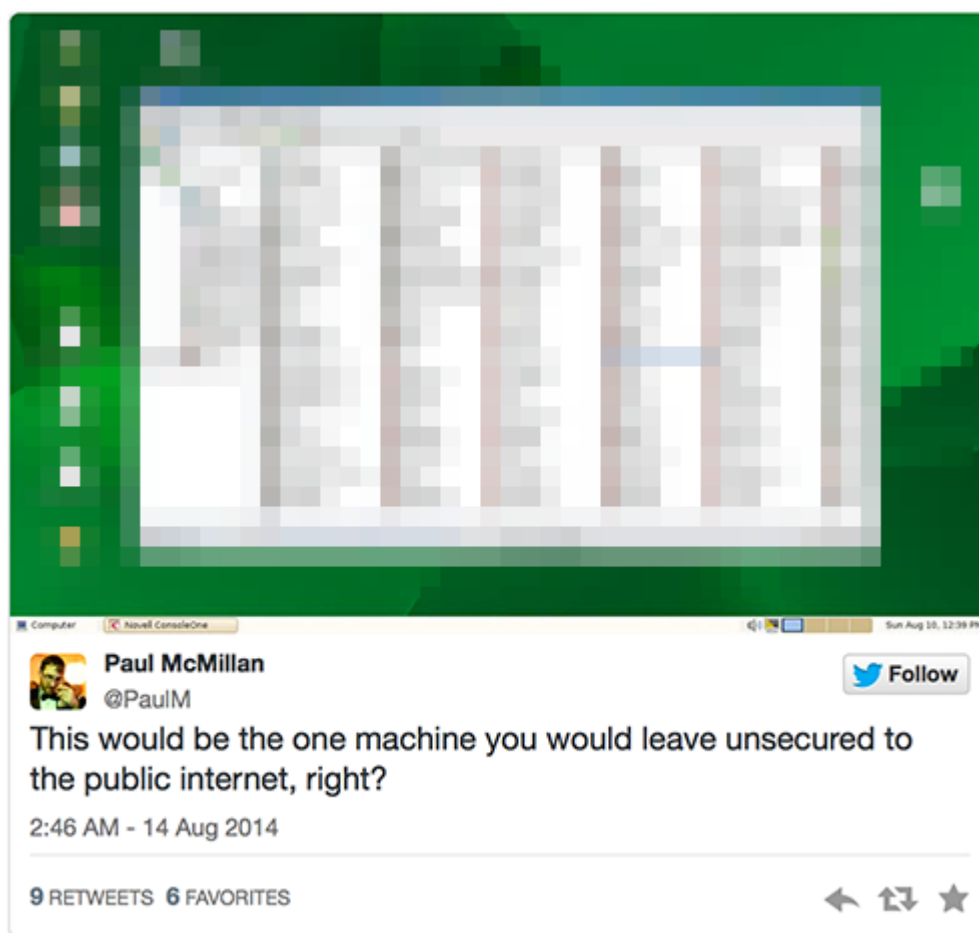 Computer
Novell ConsoleOne
Sun Aug 10, 12:39 PM
Paul McMillan
@PaulM
Follow
This would be the one machine you would leave unsecured to
the public internet, right?
2:46 AM - 14 Aug 2014
9 RETWEETS 6 FAVORITES